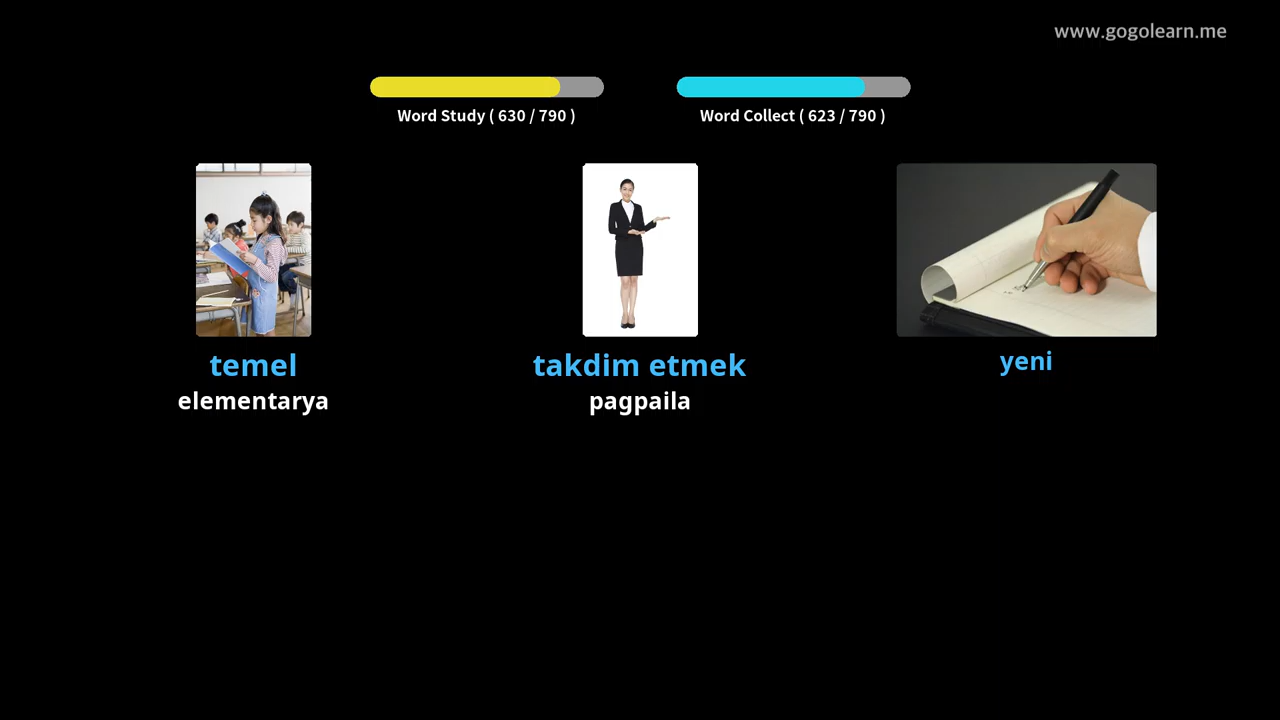 www.gogolearn.me
Word Study ( 630 / 790 )
Word Collect ( 623 / 790 )
temel
elementarya
takdim etmek
pagpaila
yeni